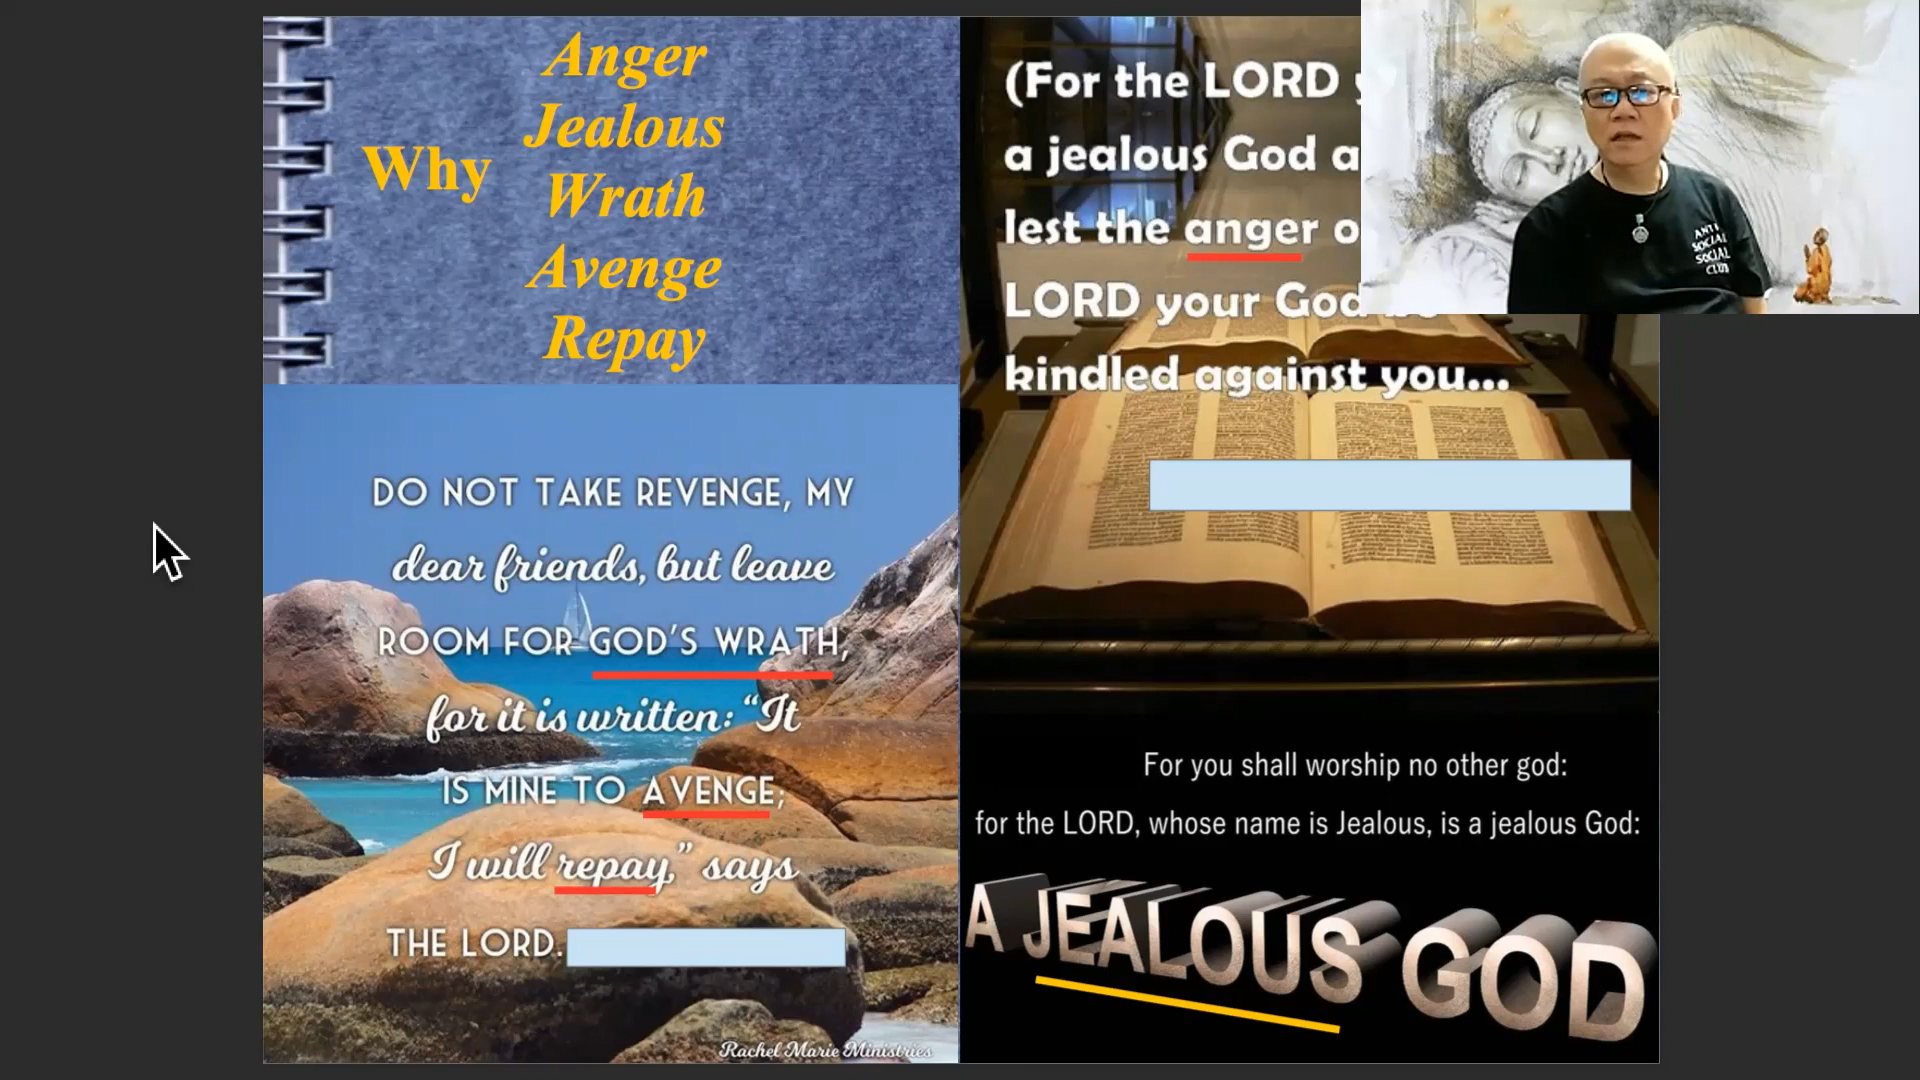 Why
Anger
Jealous
Wrath
Avenge
Repay
DO NOT TAKE REVENGE, MY
dear friends, but leave
ROOM FOR GOD'S WRATH,
for it is written: “It
IS MINE TO AVENGE;
I will repay,” says
THE LORD.
Rachel Marie Ministries
(For the LORD
a jealous God a
lest the anger o
LORD your God
kindled against you...
For you shall worship no other god:
for the LORD, whose name is Jealous, is a jealous God:
A JEALOUS GOD
ANTI
SOCIAL
SOCIAL
CLUB